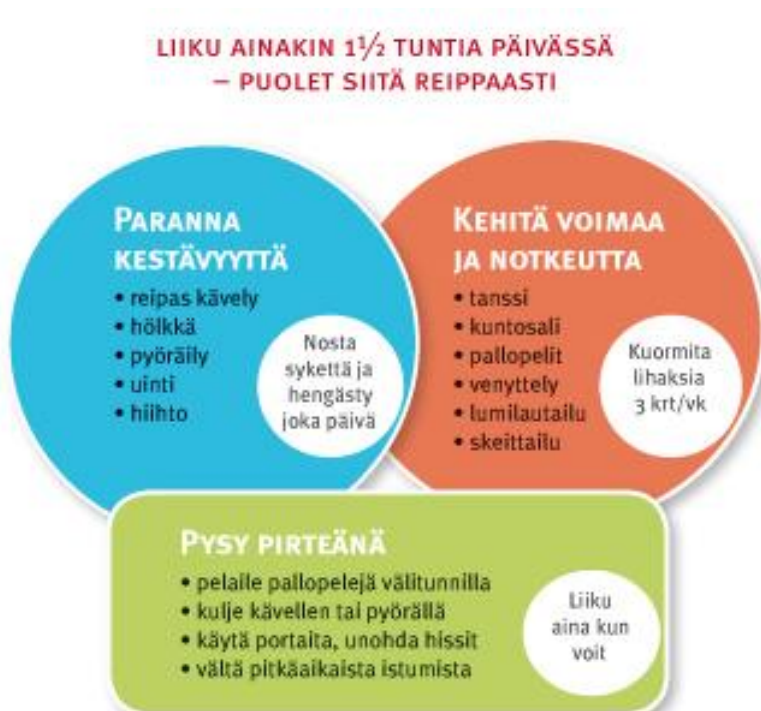 LIIKU AINAKIN 1½ TUNTIA PÄIVÄSSÄ
– PUOLET SIITÄ REIPPAASTI
PARANNA
KESTÄVYYTTÄ
• reipas kävely
• hölkkä
• pyöräily
• uinti
• hiihto
Nosta
sykettä ja
hengästy
joka päivä
KEHITÄ VOIMAA
JA NOTKEUTTA
• tanssi
• kuntosali
• pallopelit
• venyttely
• lumilautailu
• skeittailu
Kuormita
lihaksia
3 krt/vk
PYSY PIRTEÄNÄ
• pelaile pallopelejä välitunnilla
• kulje kävellen tai pyörällä
• käytä portaita, unohda hissit
• vältä pitkäaikaista istumista
Liiku
aina kun
voit